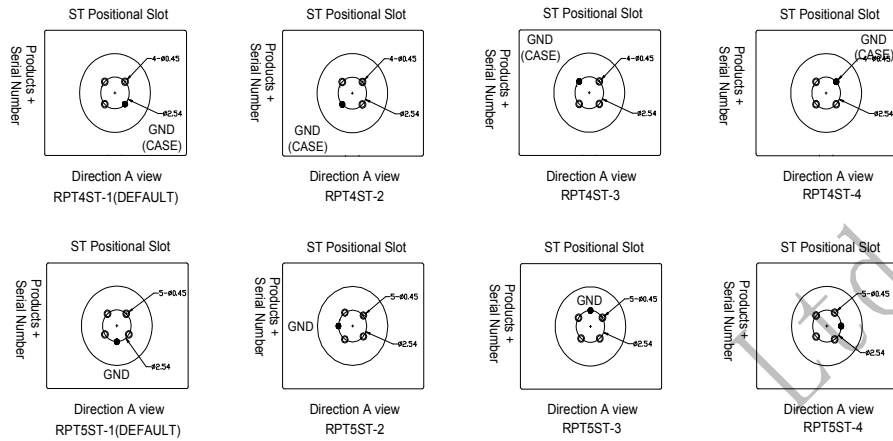 ST Positional Slot
Products +
Serial Number
4-ø0.45
ø2.54
GND
(CASE)
Direction A view
RPT4ST-1(DEFAULT)
ST Positional Slot
Products +
Serial Number
4-ø0.45
ø2.54
GND
(CASE)
Direction A view
RPT4ST-2
ST Positional Slot
Products +
Serial Number
GND
(CASE)
4-ø0.45
ø2.54
Direction A view
RPT4ST-3
ST Positional Slot
Products +
Serial Number
GND
(CASE)
4-ø0.45
ø2.54
Direction A view
RPT4ST-4
ST Positional Slot
Products +
Serial Number
5-ø0.45
ø2.54
GND
Direction A view
RPT5ST-1(DEFAULT)
ST Positional Slot
Products +
Serial Number
5-ø0.45
GND
ø2.54
Direction A view
RPT5ST-2
ST Positional Slot
Products +
Serial Number
GND
5-ø0.45
ø2.54
Direction A view
RPT5ST-3
ST Positional Slot
Products +
Serial Number
5-ø0.45
ø2.54
Direction A view
RPT5ST-4
Ltd